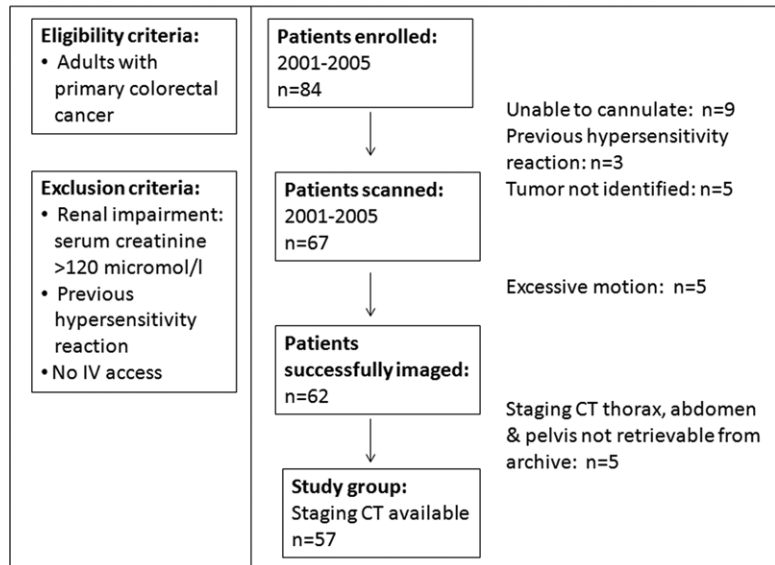 Eligibility criteria:
• Adults with
primary colorectal
cancer
Exclusion criteria:
• Renal impairment:
serum creatinine
>120 micromol/l
• Previous
hypersensitivity
reaction
• No IV access
Patients enrolled:
2001-2005
n=84
Unable to cannulate: n=9
Previous hypersensitivity
reaction: n=3
Tumor not identified: n=5
Patients scanned:
2001-2005
n=67
Excessive motion: n=5
Patients
successfully imaged:
n=62
Staging CT thorax, abdomen
& pelvis not retrievable from
archive: n=5
Study group:
Staging CT available
n=57